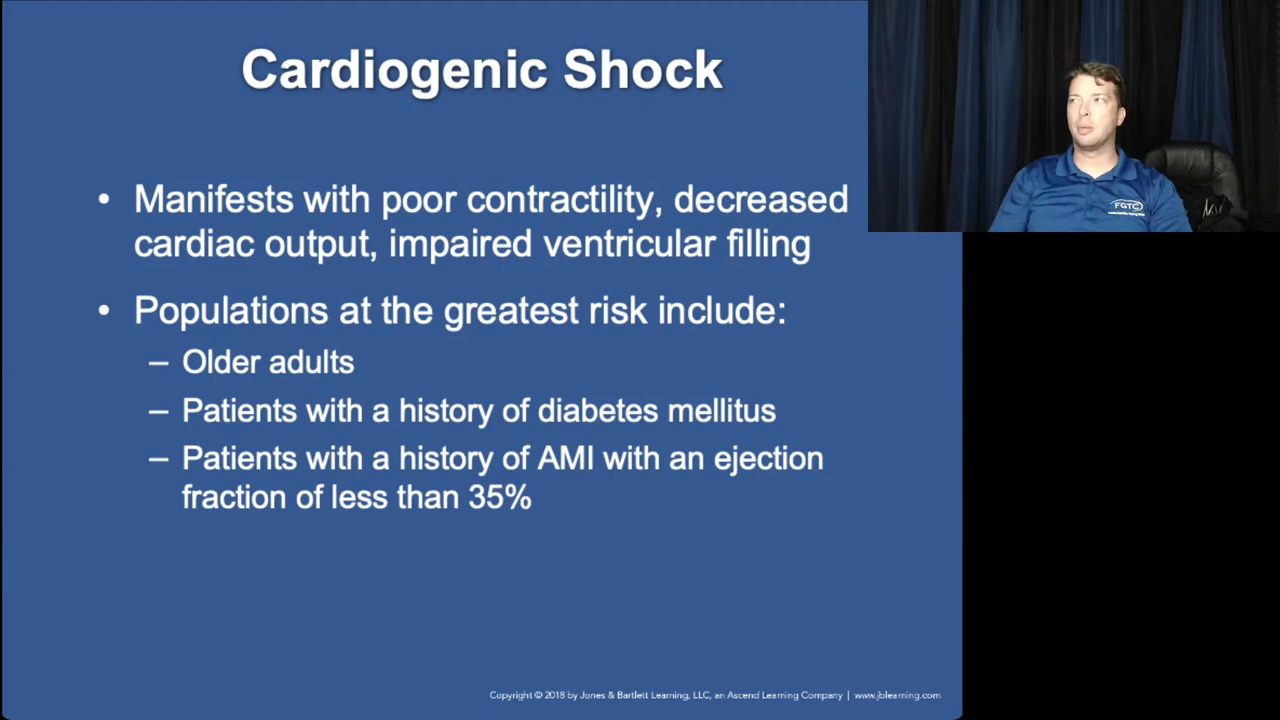 Cardiogenic Shock
• Manifests with poor contractility, decreased
cardiac output, impaired ventricular filling
• Populations at the greatest risk include:
– Older adults
– Patients with a history of diabetes mellitus
– Patients with a history of AMI with an ejection
fraction of less than 35%
FGTC
Copyright © 2018 by Jones & Bartlett Learning, LLC, an Ascend Learning Company | www.jblearning.com